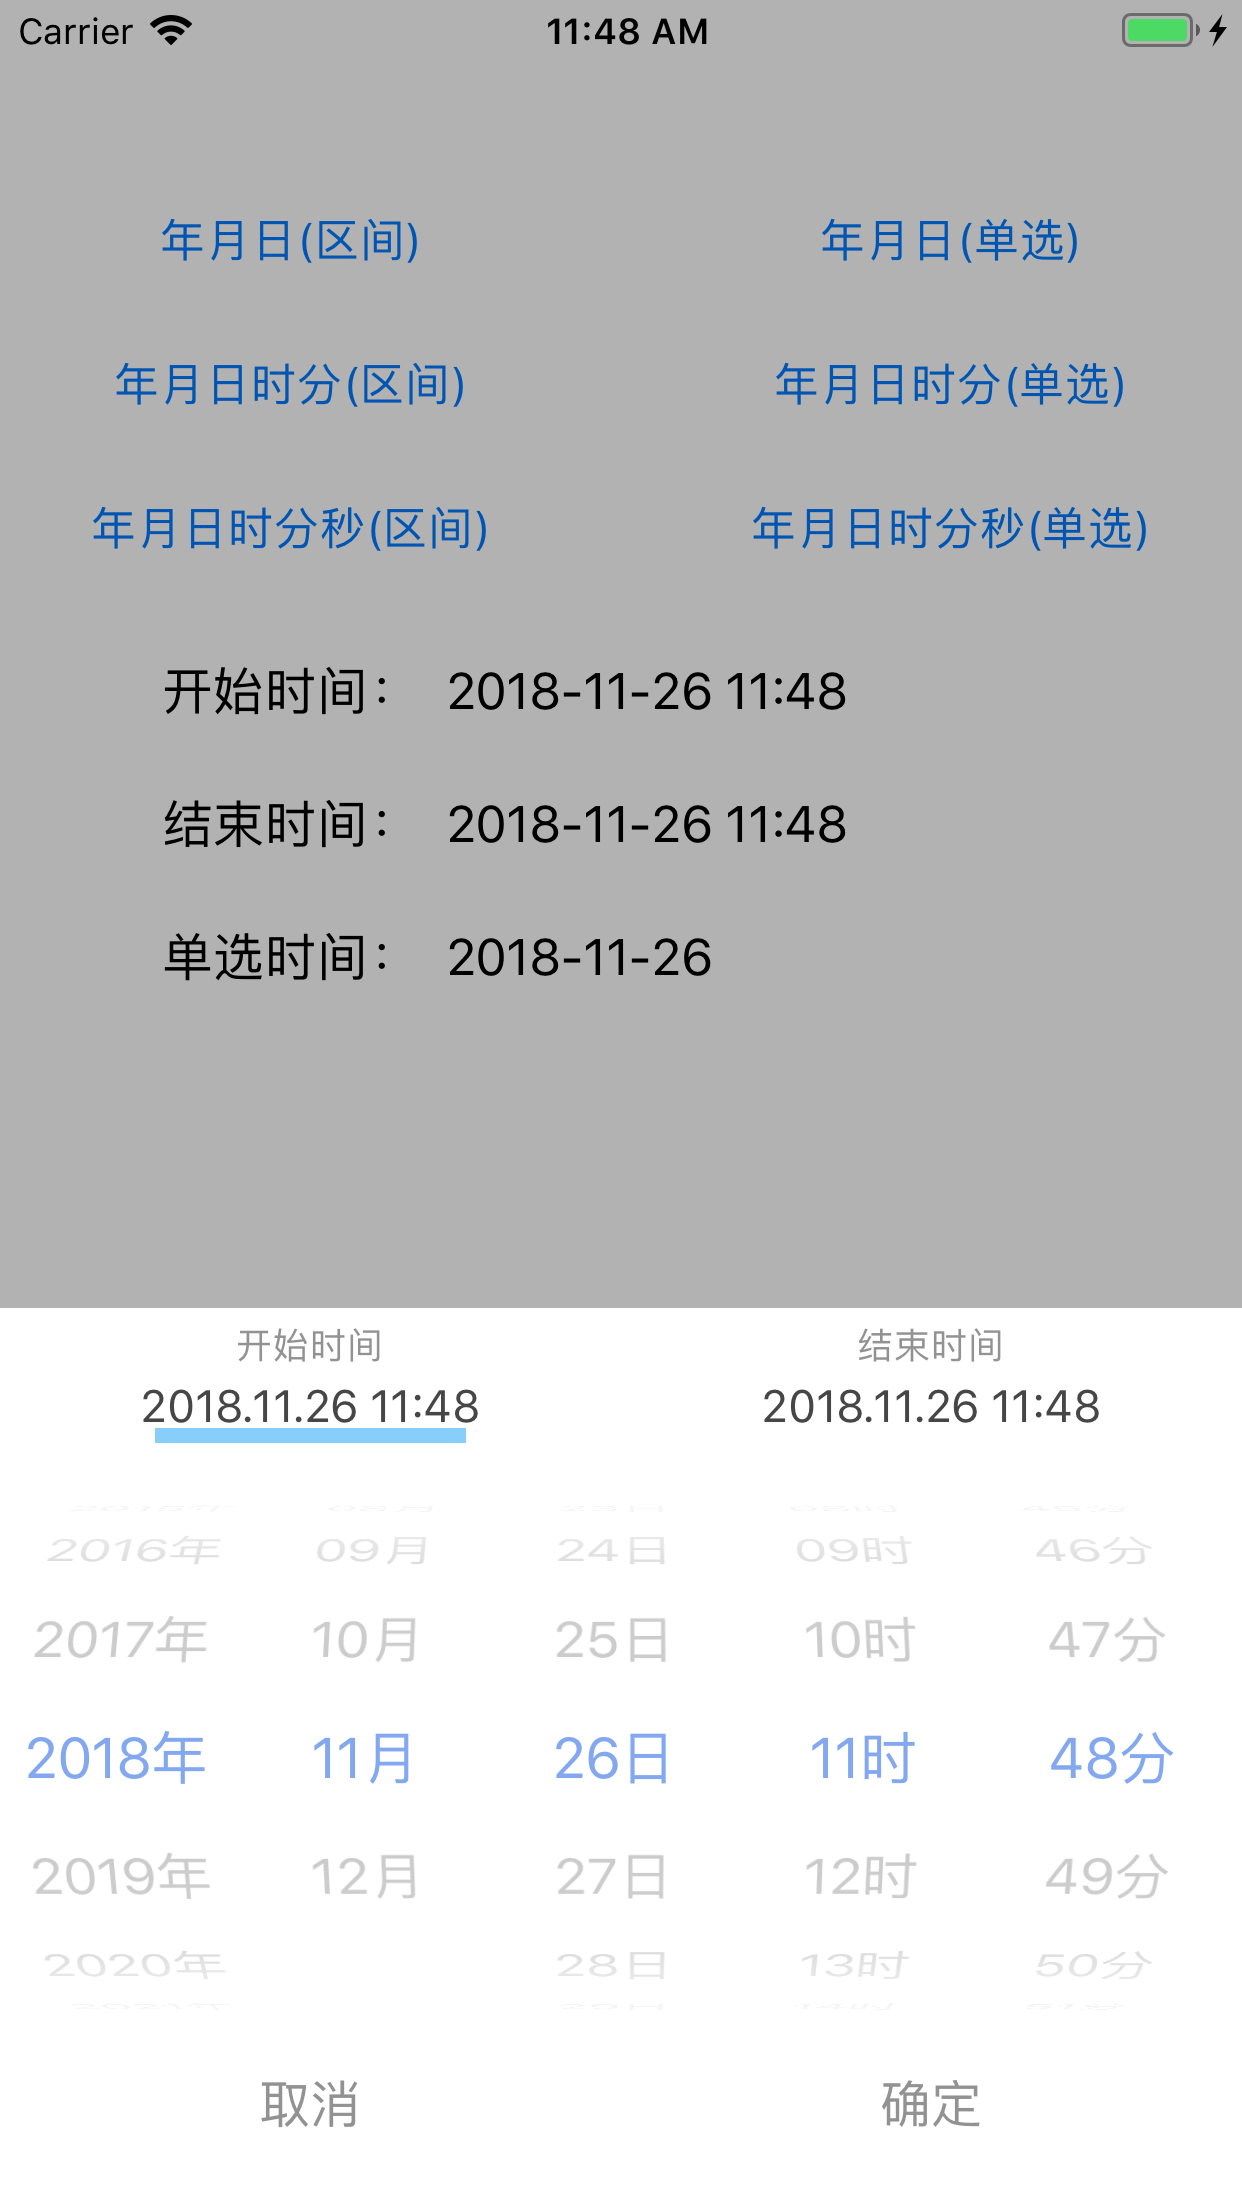 Carrier 11:48 AM
年月日(区间) 年月日(单选)
年月日时分(区间) 年月日时分(单选)
年月日时分秒(区间) 年月日时分秒(单选)
开始时间： 2018-11-26 11:48
结束时间： 2018-11-26 11:48
单选时间： 2018-11-26
开始时间 结束时间
2018.11.26 11:48 2018.11.26 11:48
2016年 09月 24日 09时 46分
2017年 10月 25日 10时 47分
2018年 11月 26日 11时 48分
2019年 12月 27日 12时 49分
2020年 28日 13时 50分
取消 确定